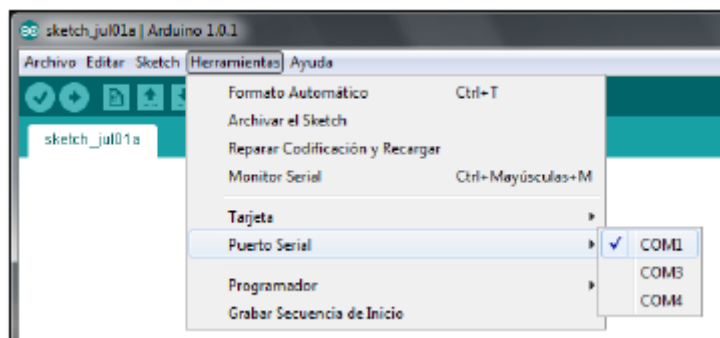 sketch_jul01a | Arduino 1.0.1
Archivo Editar Sketch Herramientas Ayuda
Formato Automático Ctrl+T
Archivar el Sketch
sketch_jul01a
Reparar Codificación y Recargar
Monitor Serial Ctrl+Mayúsculas+M
Tarjeta
Puerto Serial
COM1
COM3
COM4
Programador
Grabar Secuencia de Inicio